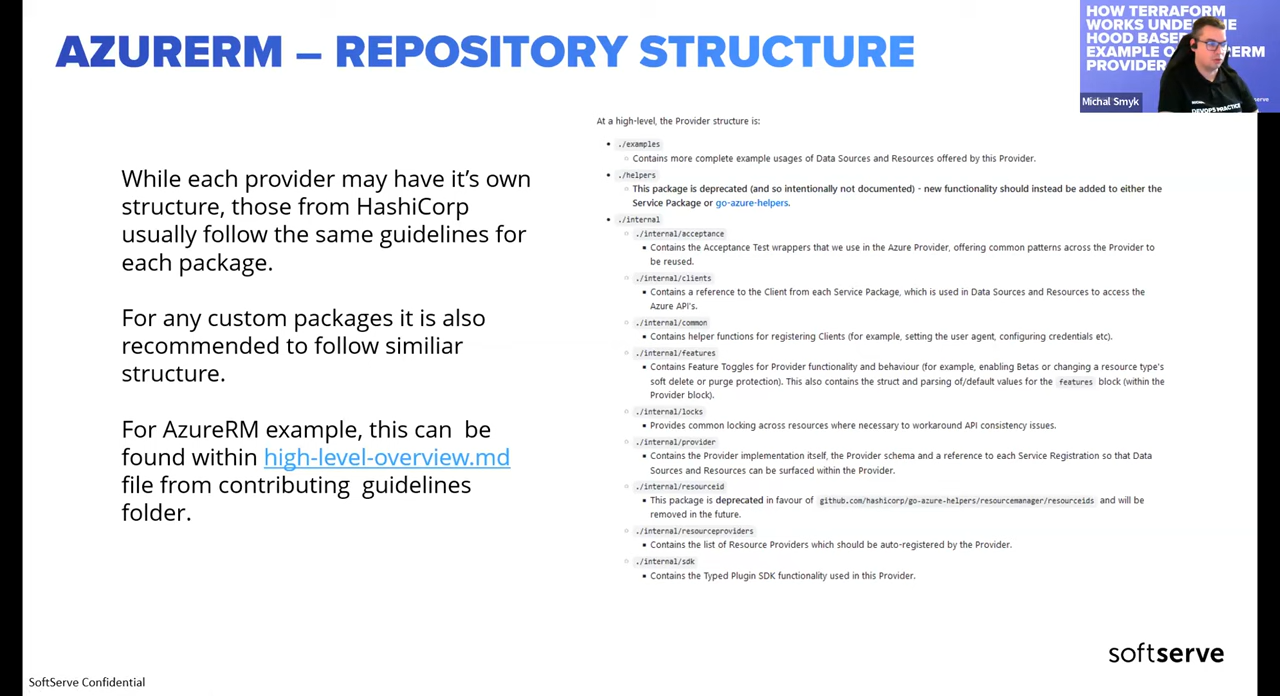 AZURERM – REPOSITORY STRUCTURE
HOW TERRAFORM
WORKS UNDE
HOOD BASE
EXAMPLE O
ERM
PROVIDER
Michal Smyk
DEVOPS PRACTICE
While each provider may have it’s own
structure, those from HashiCorp
usually follow the same guidelines for
each package.
For any custom packages it is also
recommended to follow similiar
structure.
For AzureRM example, this can be
found within high-level-overview.md
file from contributing guidelines
folder.
At a high-level, the Provider structure is:
./examples
Contains more complete example usages of Data Sources and Resources offered by this Provider.
./helpers
This package is deprecated (and so intentionally not documented) - new functionality should instead be added to either the
Service Package or go-azure-helpers.
./internal
./internal/acceptance
Contains the Acceptance Test wrappers that we use in the Azure Provider, offering common patterns across the Provider to
be reused.
./internal/clients
Contains a reference to the Client from each Service Package, which is used in Data Sources and Resources to access the
Azure API's.
./internal/common
Contains helper functions for registering Clients (for example, setting the user agent, configuring credentials etc).
./internal/features
Contains Feature Toggles for Provider functionality and behaviour (for example, enabling Betas or changing a resource type's
soft delete or purge protection). This also contains the struct and parsing of/default values for the features block (within the
Provider block).
./internal/locks
Provides common locking across resources where necessary to workaround API consistency issues.
./internal/provider
Contains the Provider implementation itself, the Provider schema and a reference to each Service Registration so that Data
Sources and Resources can be surfaced within the Provider.
./internal/resourceid
This package is deprecated in favour of github.com/hashicorp/go-azure-helpers/resourcemanager/resourceids and will be
removed in the future.
./internal/resourceproviders
Contains the list of Resource Providers which should be auto-registered by the Provider.
./internal/sdk
Contains the Typed Plugin SDK functionality used in this Provider.
softserve
SoftServe Confidential